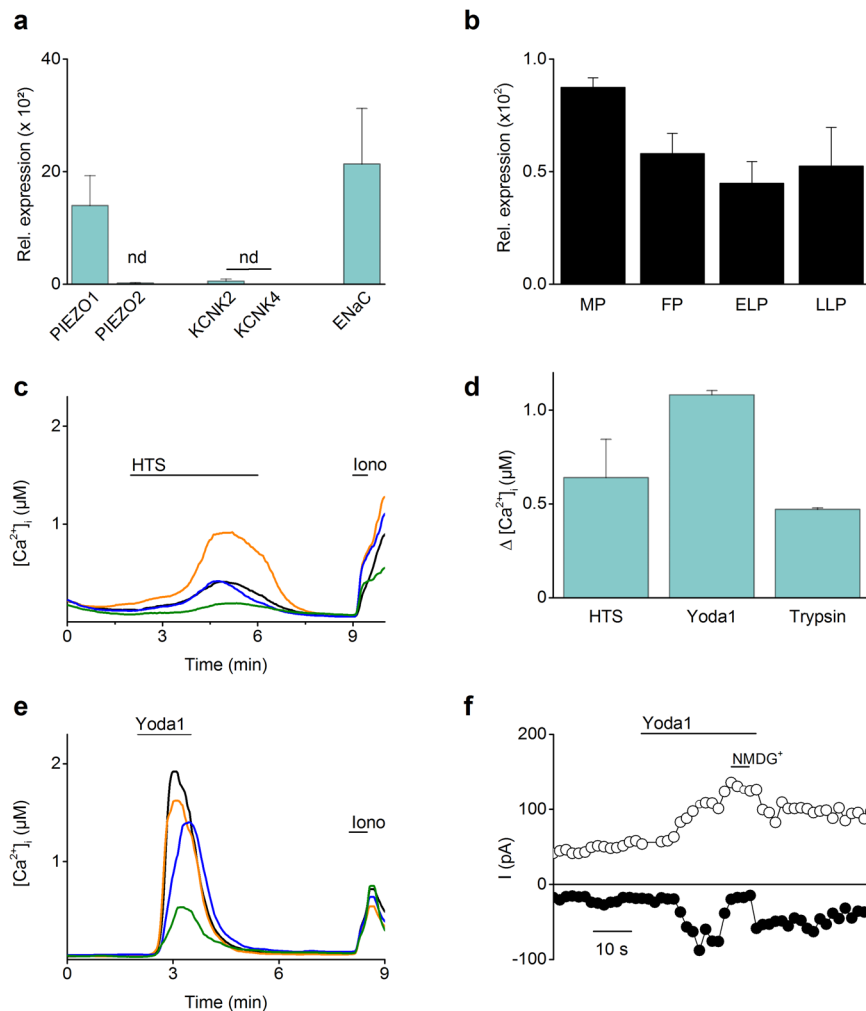 a
Rel. expression (x 10²)
40
20
0
nd
nd
PIEZO1
PIEZO2
KCNK2
KCNK4
ENaC
b
Rel. expression (x10²)
1.0
0.5
0.0
MP FP ELP LLP
c
[Ca²⁺]ᵢ (µM)
2
1
HTS
Iono
0 3 6 9
Time (min)
d
Δ [Ca²⁺]ᵢ (µM)
1.0
0.5
0
HTS Yoda1 Trypsin
e
[Ca²⁺]ᵢ (µM)
Yoda1
2
1
Iono
0 3 6 9
Time (min)
f
I (pA)
200
100
0
-100
Yoda1
NMDG⁺
10 s